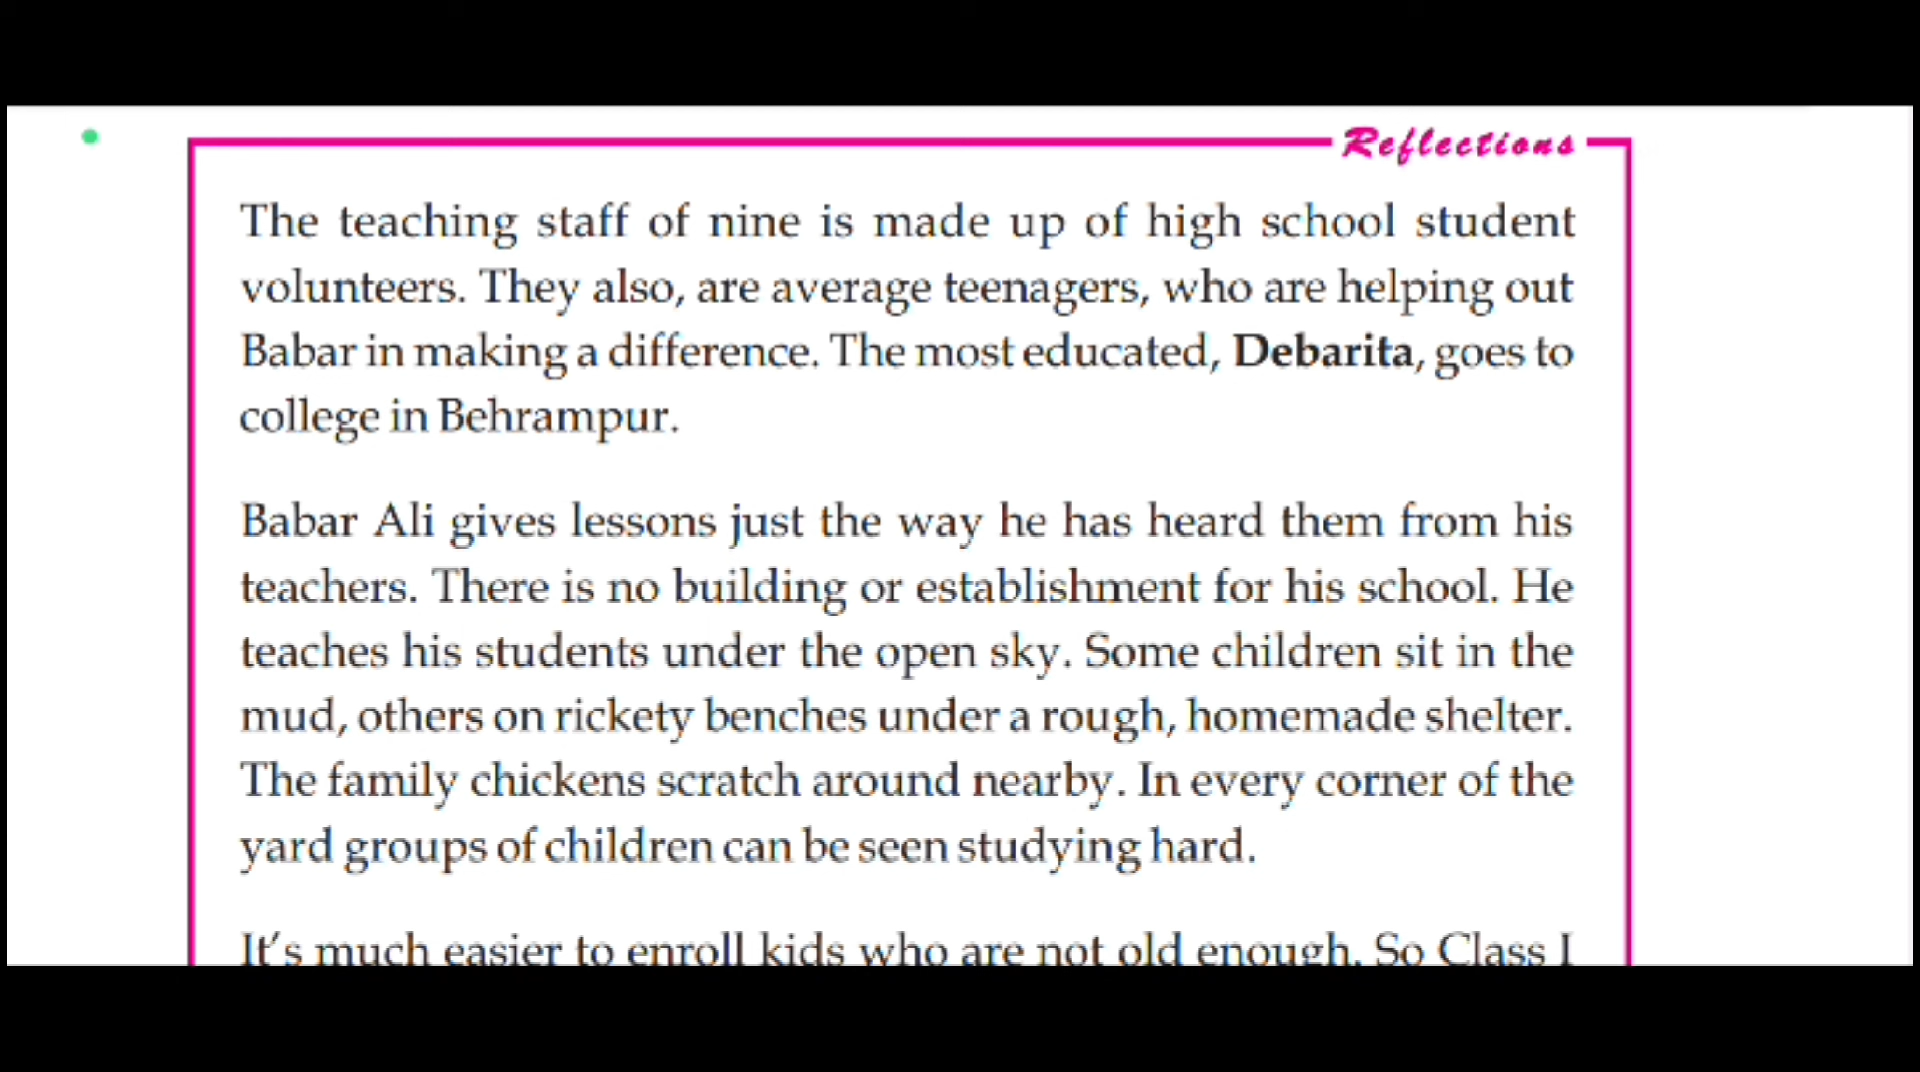 Reflections
The teaching staff of nine is made up of high school student
volunteers. They also, are average teenagers, who are helping out
Babar in making a difference. The most educated, Debarita, goes to
college in Behrampur.
Babar Ali gives lessons just the way he has heard them from his
teachers. There is no building or establishment for his school. He
teaches his students under the open sky. Some children sit in the
mud, others on rickety benches under a rough, homemade shelter.
The family chickens scratch around nearby. In every corner of the
yard groups of children can be seen studying hard.
It's much easier to enroll kids who are not old enough. So Class I